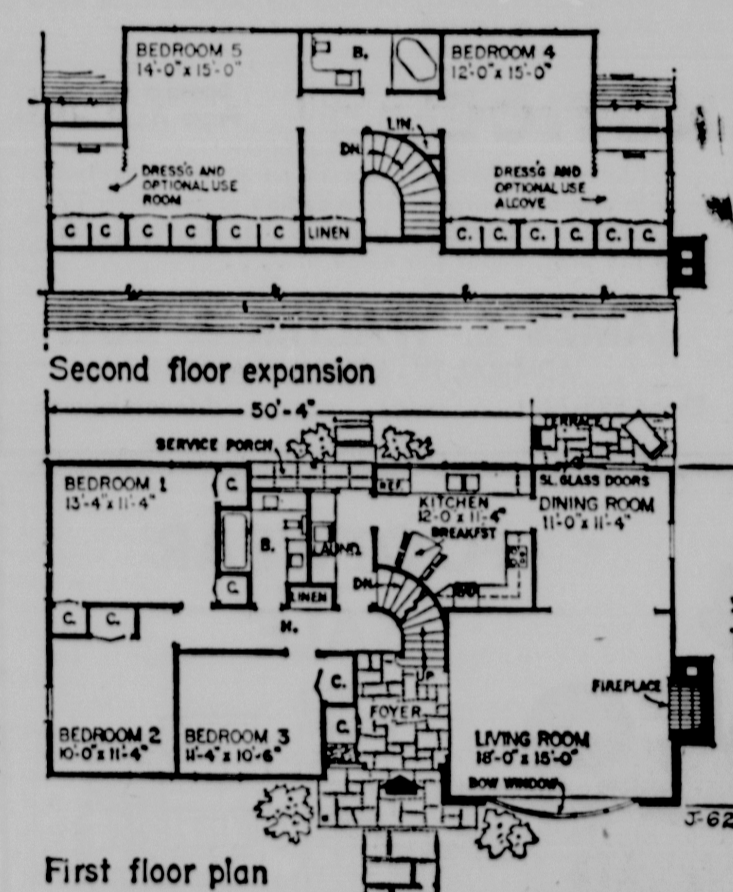 BEDROOM 5
14'-0" x 15'-0"
B.
BEDROOM 4
12'-0" x 15'-0"
LIN.
DN.
DRESS'G AND
OPTIONAL USE
ROOM
DRESS'G AND
OPTIONAL USE
ALCOVE
C C C C C C LINEN C. C. C. C. C. C.
Second floor expansion
50'-4"
TERRACE
SERVICE PORCH
BEDROOM 1
13'-4" x 11'-4"
C.
REF.
SL. GLASS DOORS
KITCHEN
12'-0" x 11'-4"
DINING ROOM
11'-0" x 11'-4"
BREAKFST
B.
LAUND.
DN.
C.
LINEN
C. C.
H.
UP
C.
FIREPLACE
FOYER
C.
BEDROOM 2
10'-0" x 11'-4"
BEDROOM 3
11'-4" x 10'-6"
LIVING ROOM
18'-0" x 15'-0"
BOW WINDOW
J-62
First floor plan